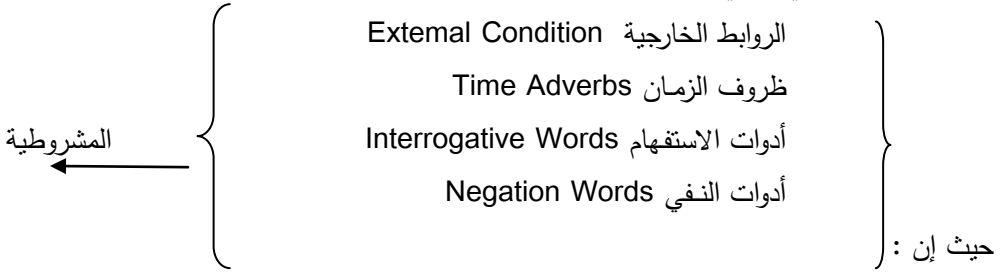 الروابط الخارجية Extemal Condition
ظروف الزمان Time Adverbs
أدوات الاستفهام Interrogative Words
المشروطية
أدوات النفي Negation Words
حيث إن :